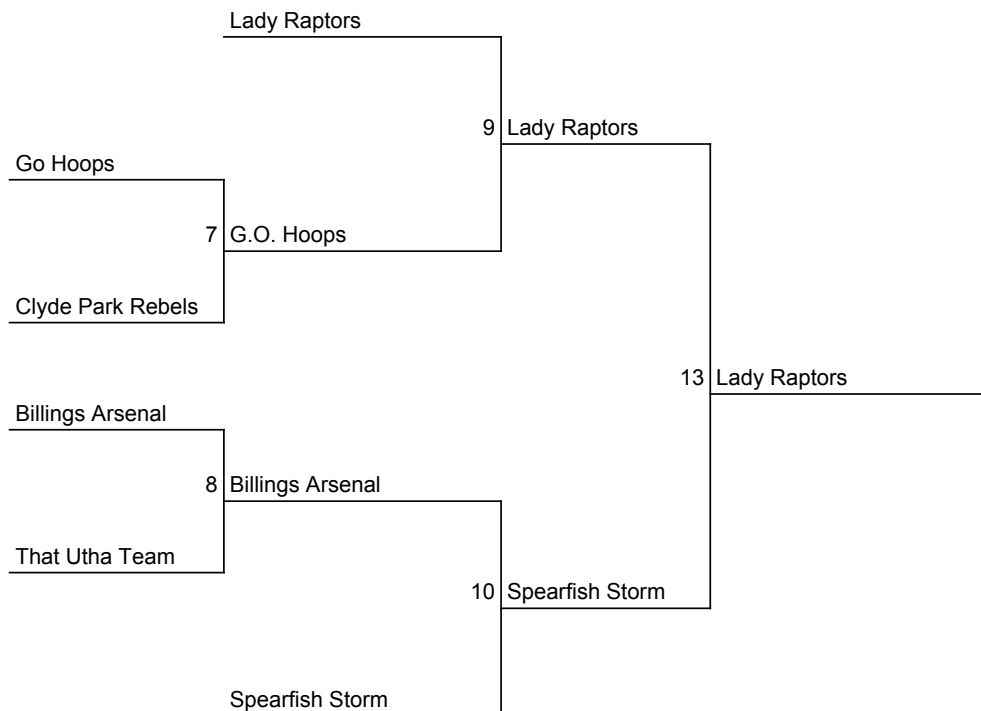 Lady Raptors
9 Lady Raptors
Go Hoops
7 G.O. Hoops
Clyde Park Rebels
13 Lady Raptors
Billings Arsenal
8 Billings Arsenal
That Utha Team
10 Spearfish Storm
Spearfish Storm